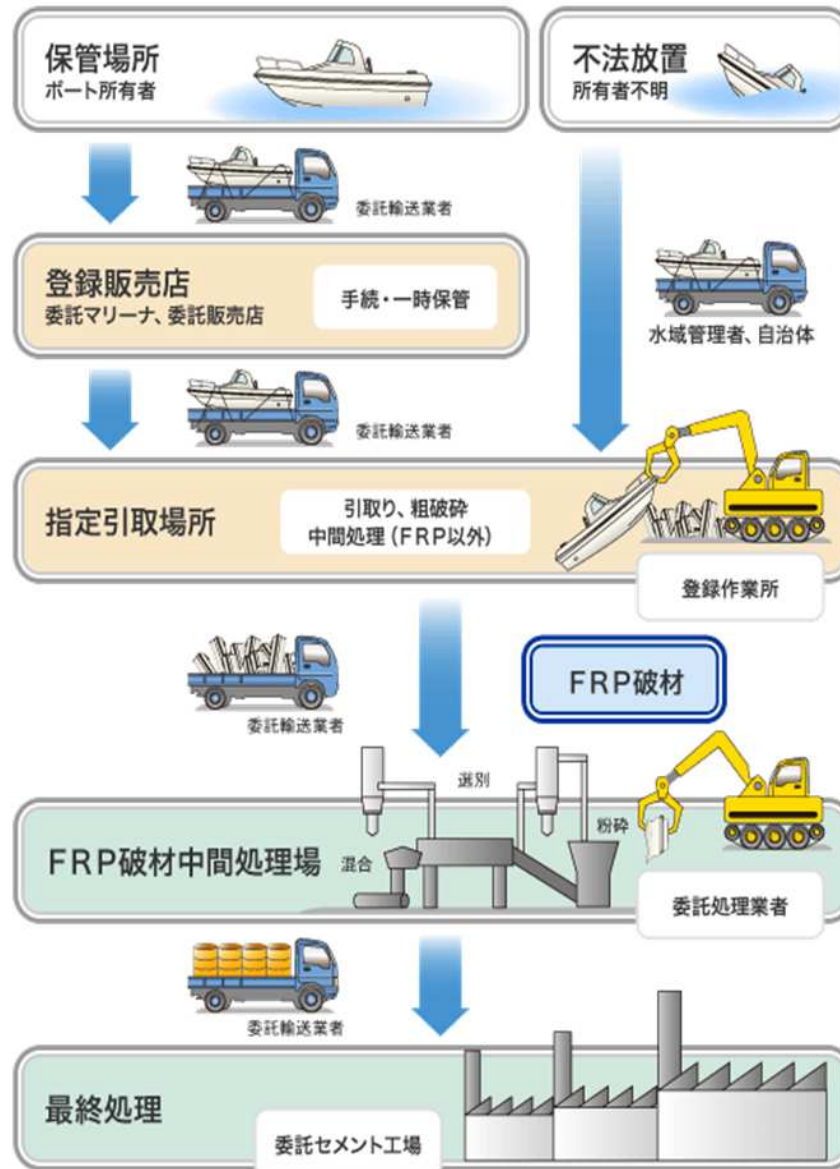 保管場所
ボート所有者
不法放置
所有者不明
委託輸送業者
登録販売店
委託マリーナ、委託販売店
手続・一時保管
水域管理者、自治体
委託輸送業者
指定引取場所
引取り、粗破砕
中間処理（FRP以外）
登録作業所
FRP破材
委託輸送業者
選別
粉砕
混合
FRP破材中間処理場
委託処理業者
委託輸送業者
最終処理
委託セメント工場